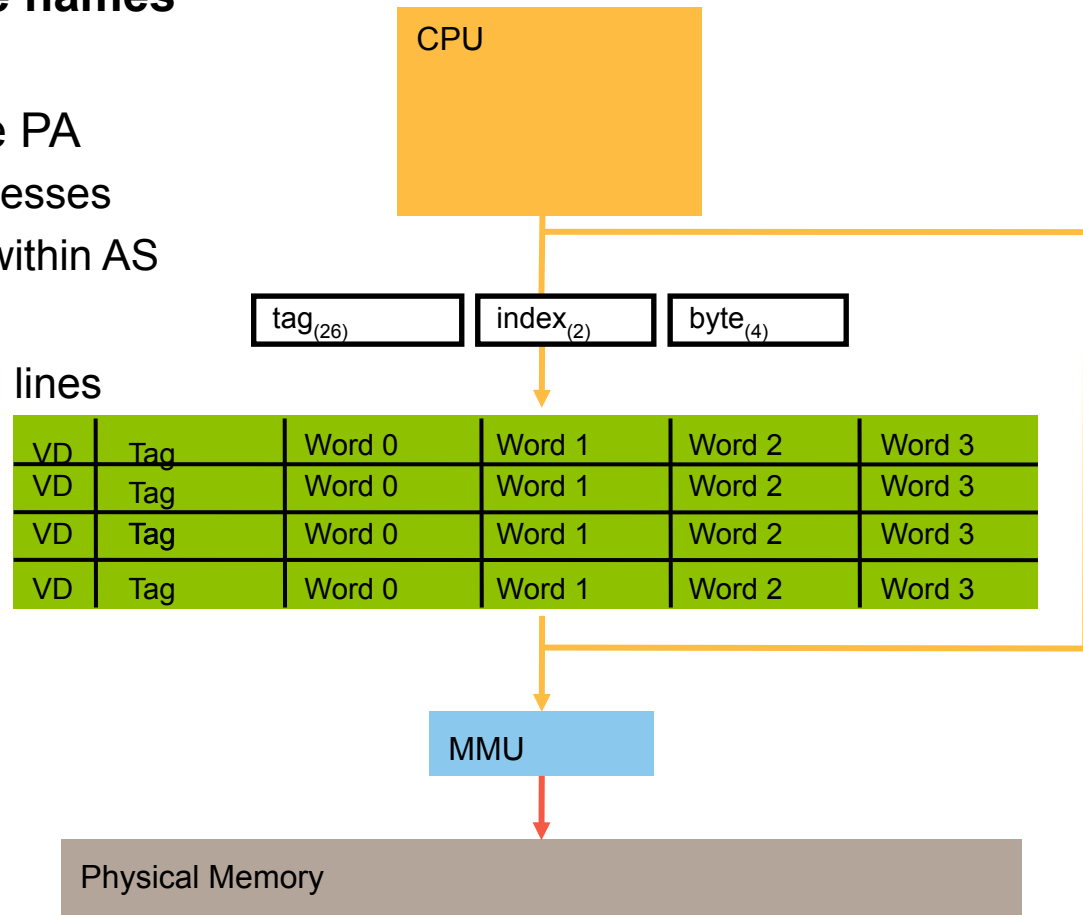 e names
CPU
e PA
esses
within AS
tag(26) index(2) byte(4)
lines
VD Tag Word 0 Word 1 Word 2 Word 3
VD Tag Word 0 Word 1 Word 2 Word 3
VD Tag Word 0 Word 1 Word 2 Word 3
VD Tag Word 0 Word 1 Word 2 Word 3
MMU
Physical Memory